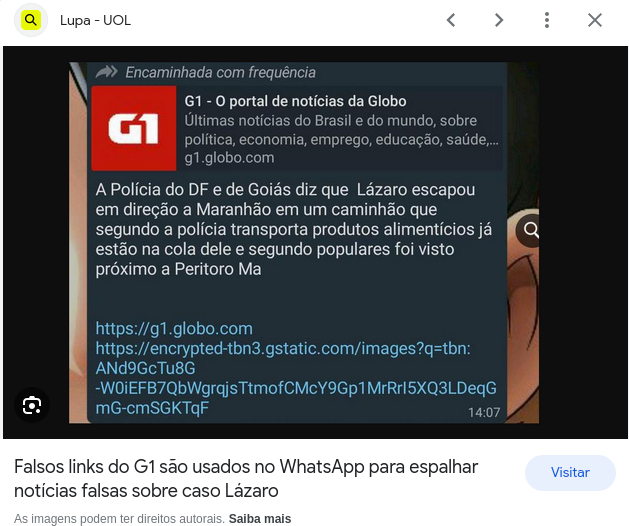 Lupa - UOL
Encaminhada com frequência
G1
G1 - O portal de notícias da Globo
Últimas notícias do Brasil e do mundo, sobre
política, economia, emprego, educação, saúde,...
g1.globo.com
A Polícia do DF e de Goiás diz que  Lázaro escapou
em direção a Maranhão em um caminhão que
segundo a polícia transporta produtos alimentícios já
estão na cola dele e segundo populares foi visto
próximo a Peritoro Ma
https://g1.globo.com
https://encrypted-tbn3.gstatic.com/images?q=tbn:
ANd9GcTu8G
-W0iEFB7QbWgrqjsTtmofCMcY9Gp1MrRrI5XQ3LDeqG
mG-cmSGKTqF
14:07
Falsos links do G1 são usados no WhatsApp para espalhar
notícias falsas sobre caso Lázaro
Visitar
As imagens podem ter direitos autorais. Saiba mais